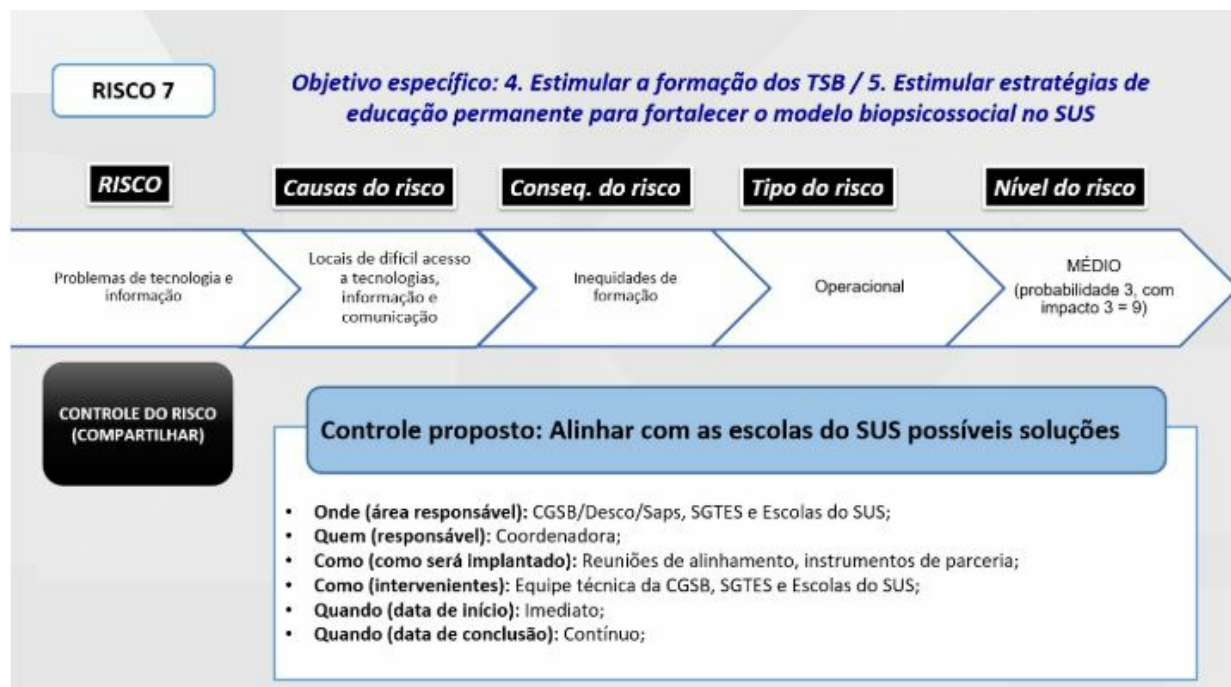 RISCO 7
Objetivo específico: 4. Estimular a formação dos TSB / 5. Estimular estratégias de
educação permanente para fortalecer o modelo biopsicossocial no SUS
RISCO
Causas do risco
Conseq. do risco
Tipo do risco
Nível do risco
Problemas de tecnologia e
informação
Locais de difícil acesso
a tecnologias,
informação e
comunicação
Inequidades de
formação
Operacional
MÉDIO
(probabilidade 3, com
impacto 3 = 9)
CONTROLE DO RISCO
(COMPARTILHAR)
Controle proposto: Alinhar com as escolas do SUS possíveis soluções
• Onde (área responsável): CGSB/Desco/Saps, SGTES e Escolas do SUS;
• Quem (responsável): Coordenadora;
• Como (como será implantado): Reuniões de alinhamento, instrumentos de parceria;
• Como (intervenientes): Equipe técnica da CGSB, SGTES e Escolas do SUS;
• Quando (data de início): Imediato;
• Quando (data de conclusão): Contínuo;